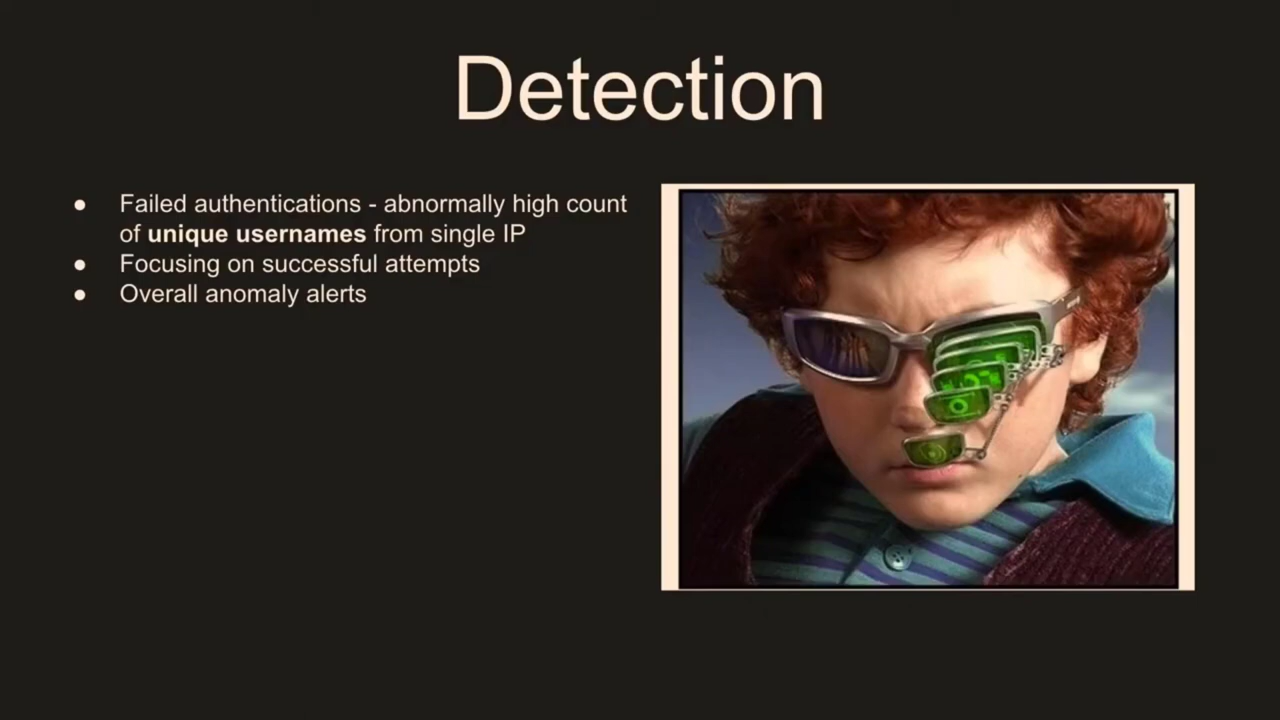 Detection
● Failed authentications - abnormally high count
of unique usernames from single IP
● Focusing on successful attempts
● Overall anomaly alerts